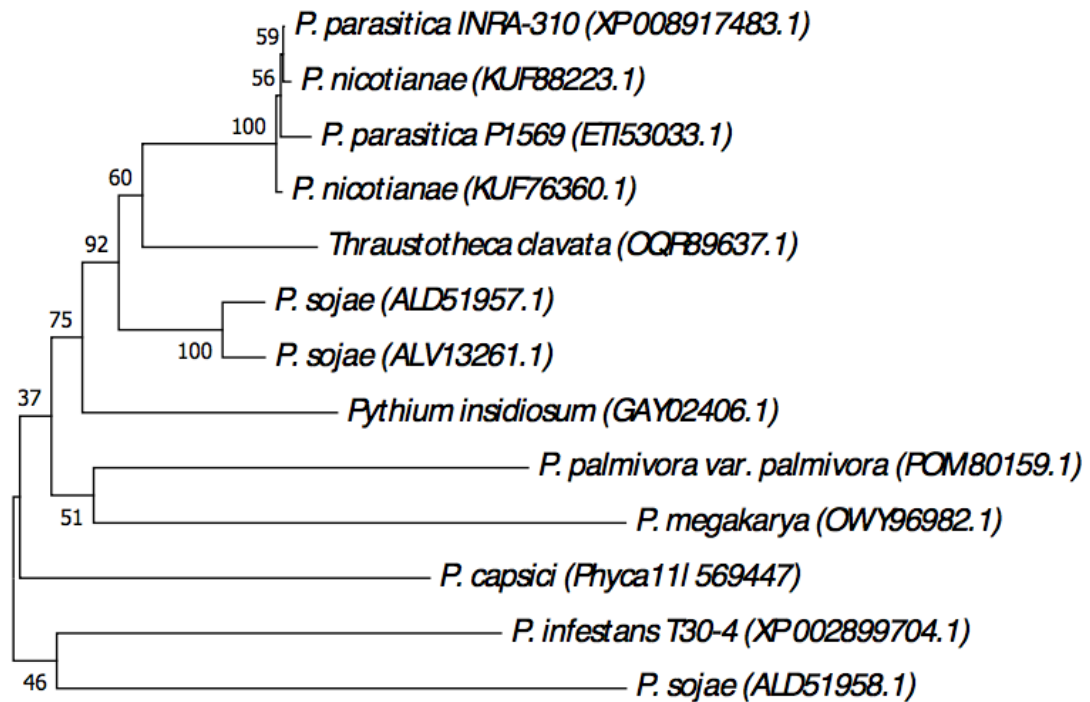 P. parasitica INRA-310 (XP008917483.1)
59
P. nicotianae (KUF88223.1)
56
P. parasitica P1569 (ETI53033.1)
100
P. nicotianae (KUF76360.1)
60
Thraustotheca clavata (OQR89637.1)
92
P. sojae (ALD51957.1)
75
P. sojae (ALV13261.1)
100
37
Pythium insidiosum (GAY02406.1)
P. palmivora var. palmivora (POM80159.1)
51
P. megakarya (OWY96982.1)
P. capsici (Phyca11/ 569447)
P. infestans T30-4 (XP002899704.1)
46
P. sojae (ALD51958.1)